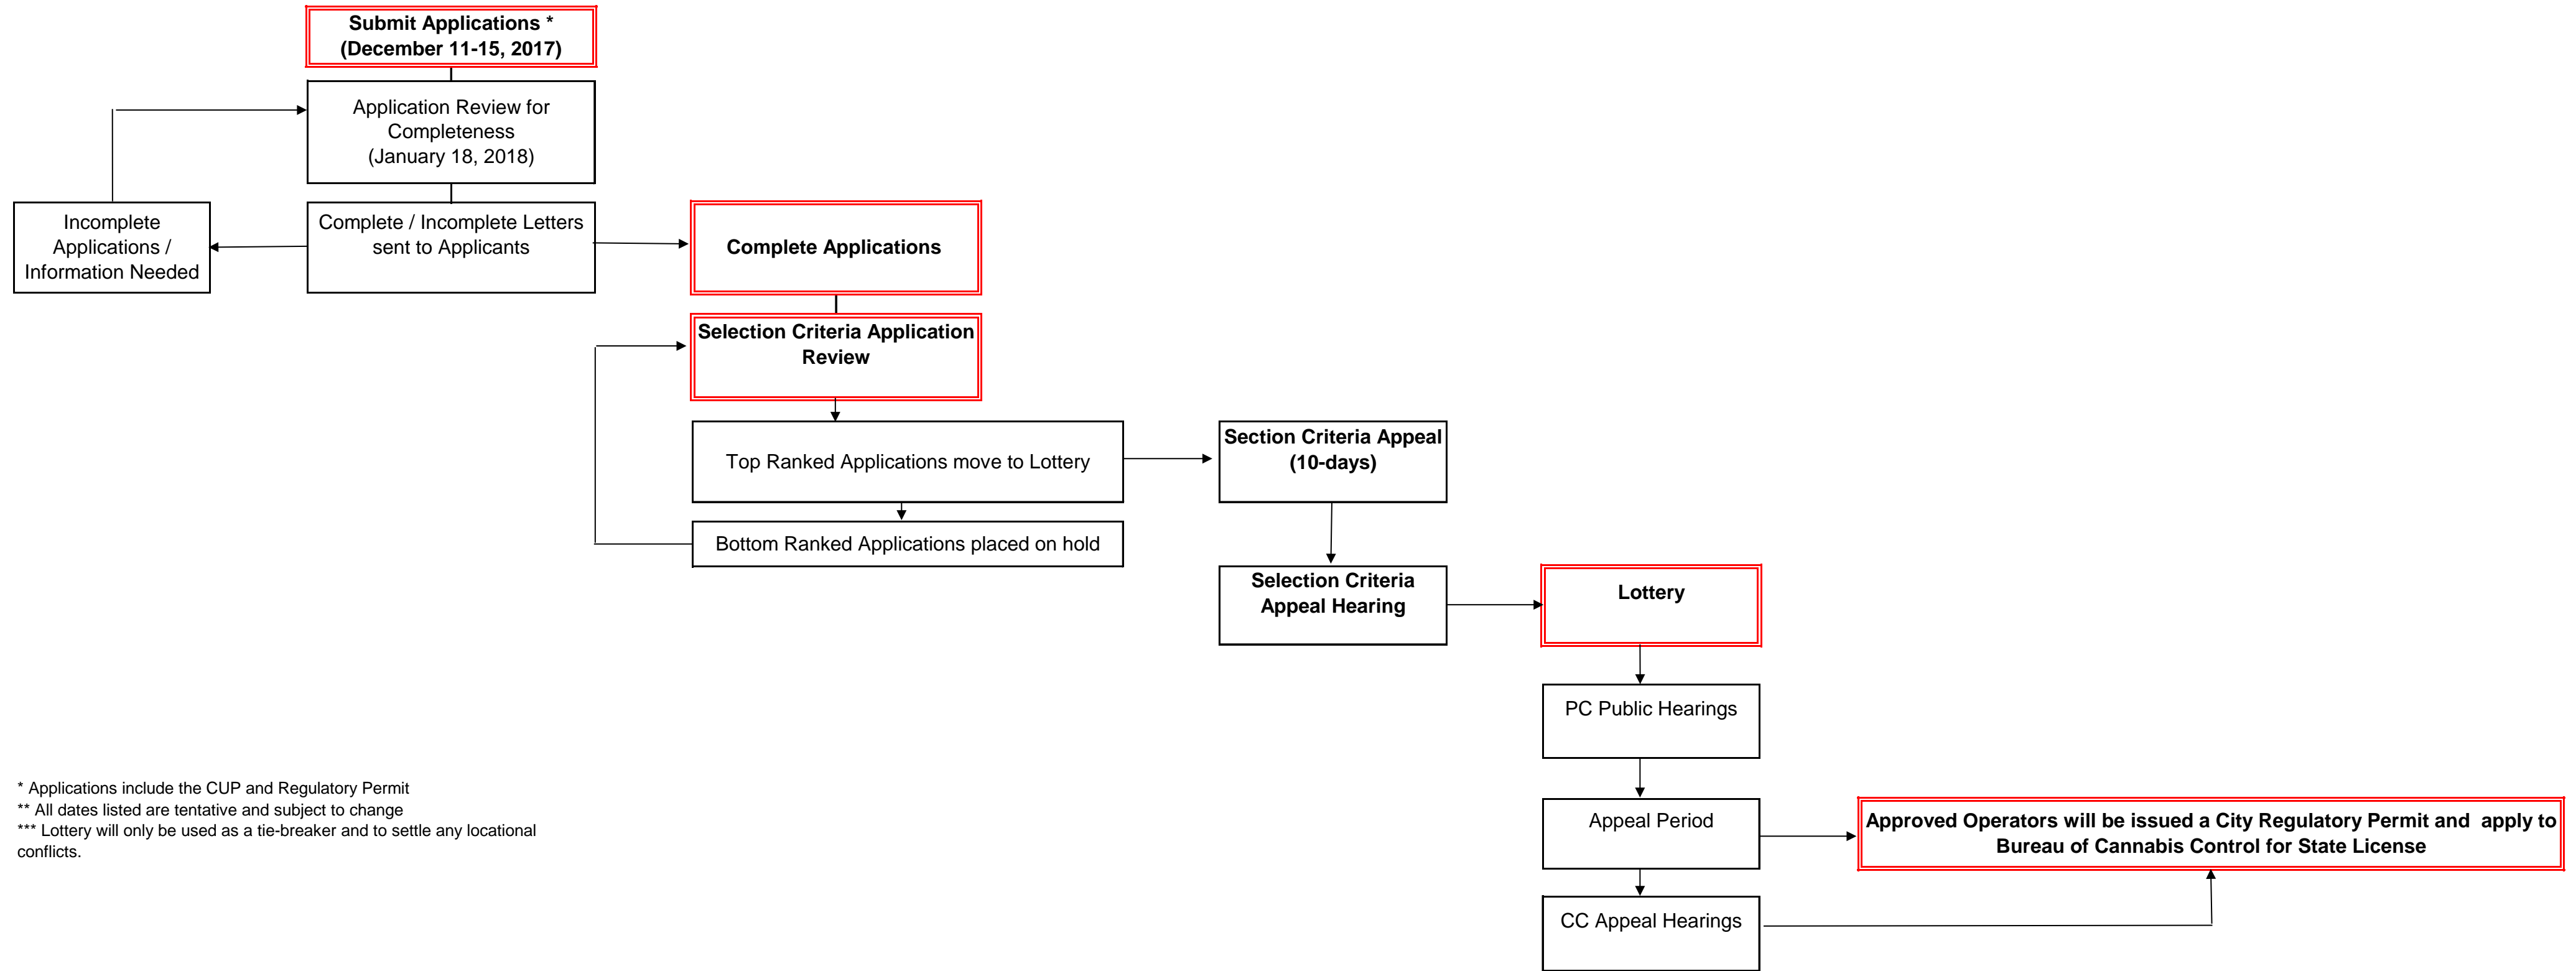 Submit Applications *
(December 11-15, 2017)
Application Review for
Completeness
(January 18, 2018)
Incomplete
Applications /
Information Needed
Complete / Incomplete Letters
sent to Applicants
Complete Applications
Selection Criteria Application
Review
Top Ranked Applications move to Lottery
Section Criteria Appeal
(10-days)
Bottom Ranked Applications placed on hold
Selection Criteria
Appeal Hearing
Lottery
PC Public Hearings
Appeal Period
Approved Operators will be issued a City Regulatory Permit and  apply to
Bureau of Cannabis Control for State License
CC Appeal Hearings
* Applications include the CUP and Regulatory Permit
** All dates listed are tentative and subject to change
*** Lottery will only be used as a tie-breaker and to settle any locational
conflicts.